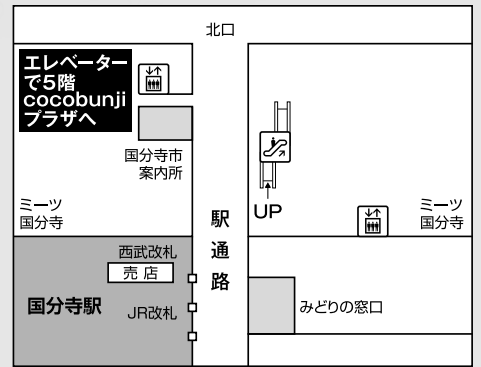 北口
エレベーター
で5階
cocobunji
プラザへ
国分寺市
案内所
ミーツ
国分寺
UP
ミーツ
国分寺
駅通路
西武改札
売店
国分寺駅
JR改札
みどりの窓口